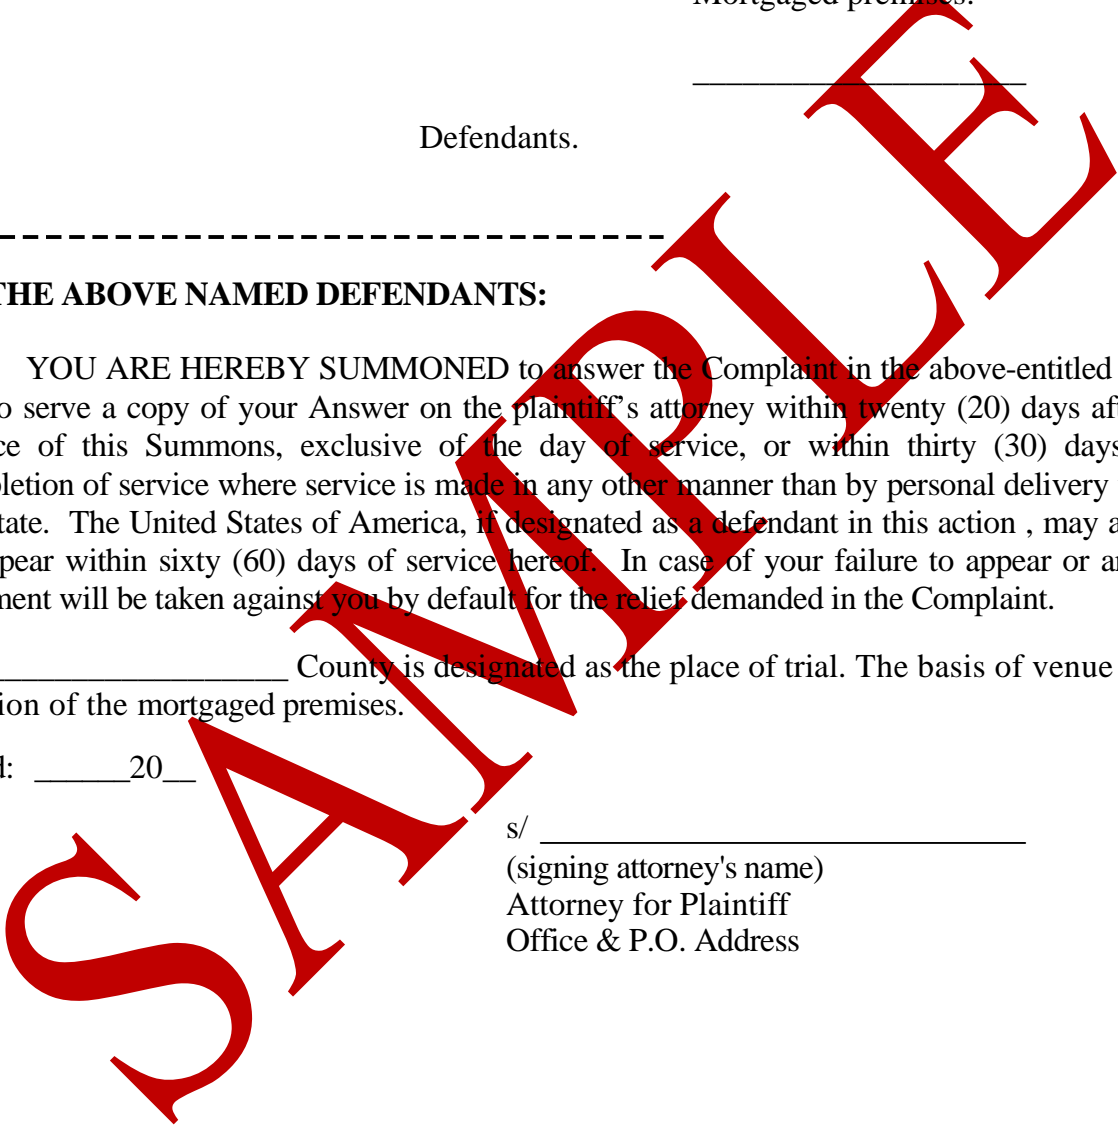 Mortgaged premises.
____________________
Defendants.
THE ABOVE NAMED DEFENDANTS:
YOU ARE HEREBY SUMMONED to answer the Complaint in the above-entitled
o serve a copy of your Answer on the plaintiff's attorney within twenty (20) days af
ce of this Summons, exclusive of the day of service, or within thirty (30) days
letion of service where service is made in any other manner than by personal delivery
tate. The United States of America, if designated as a defendant in this action , may a
pear within sixty (60) days of service hereof. In case of your failure to appear or a
ment will be taken against you by default for the relief demanded in the Complaint.
__________________ County is designated as the place of trial. The basis of venue
ion of the mortgaged premises.
d: ______20__
s/ ______________________________
(signing attorney's name)
Attorney for Plaintiff
Office & P.O. Address
SAMPLE